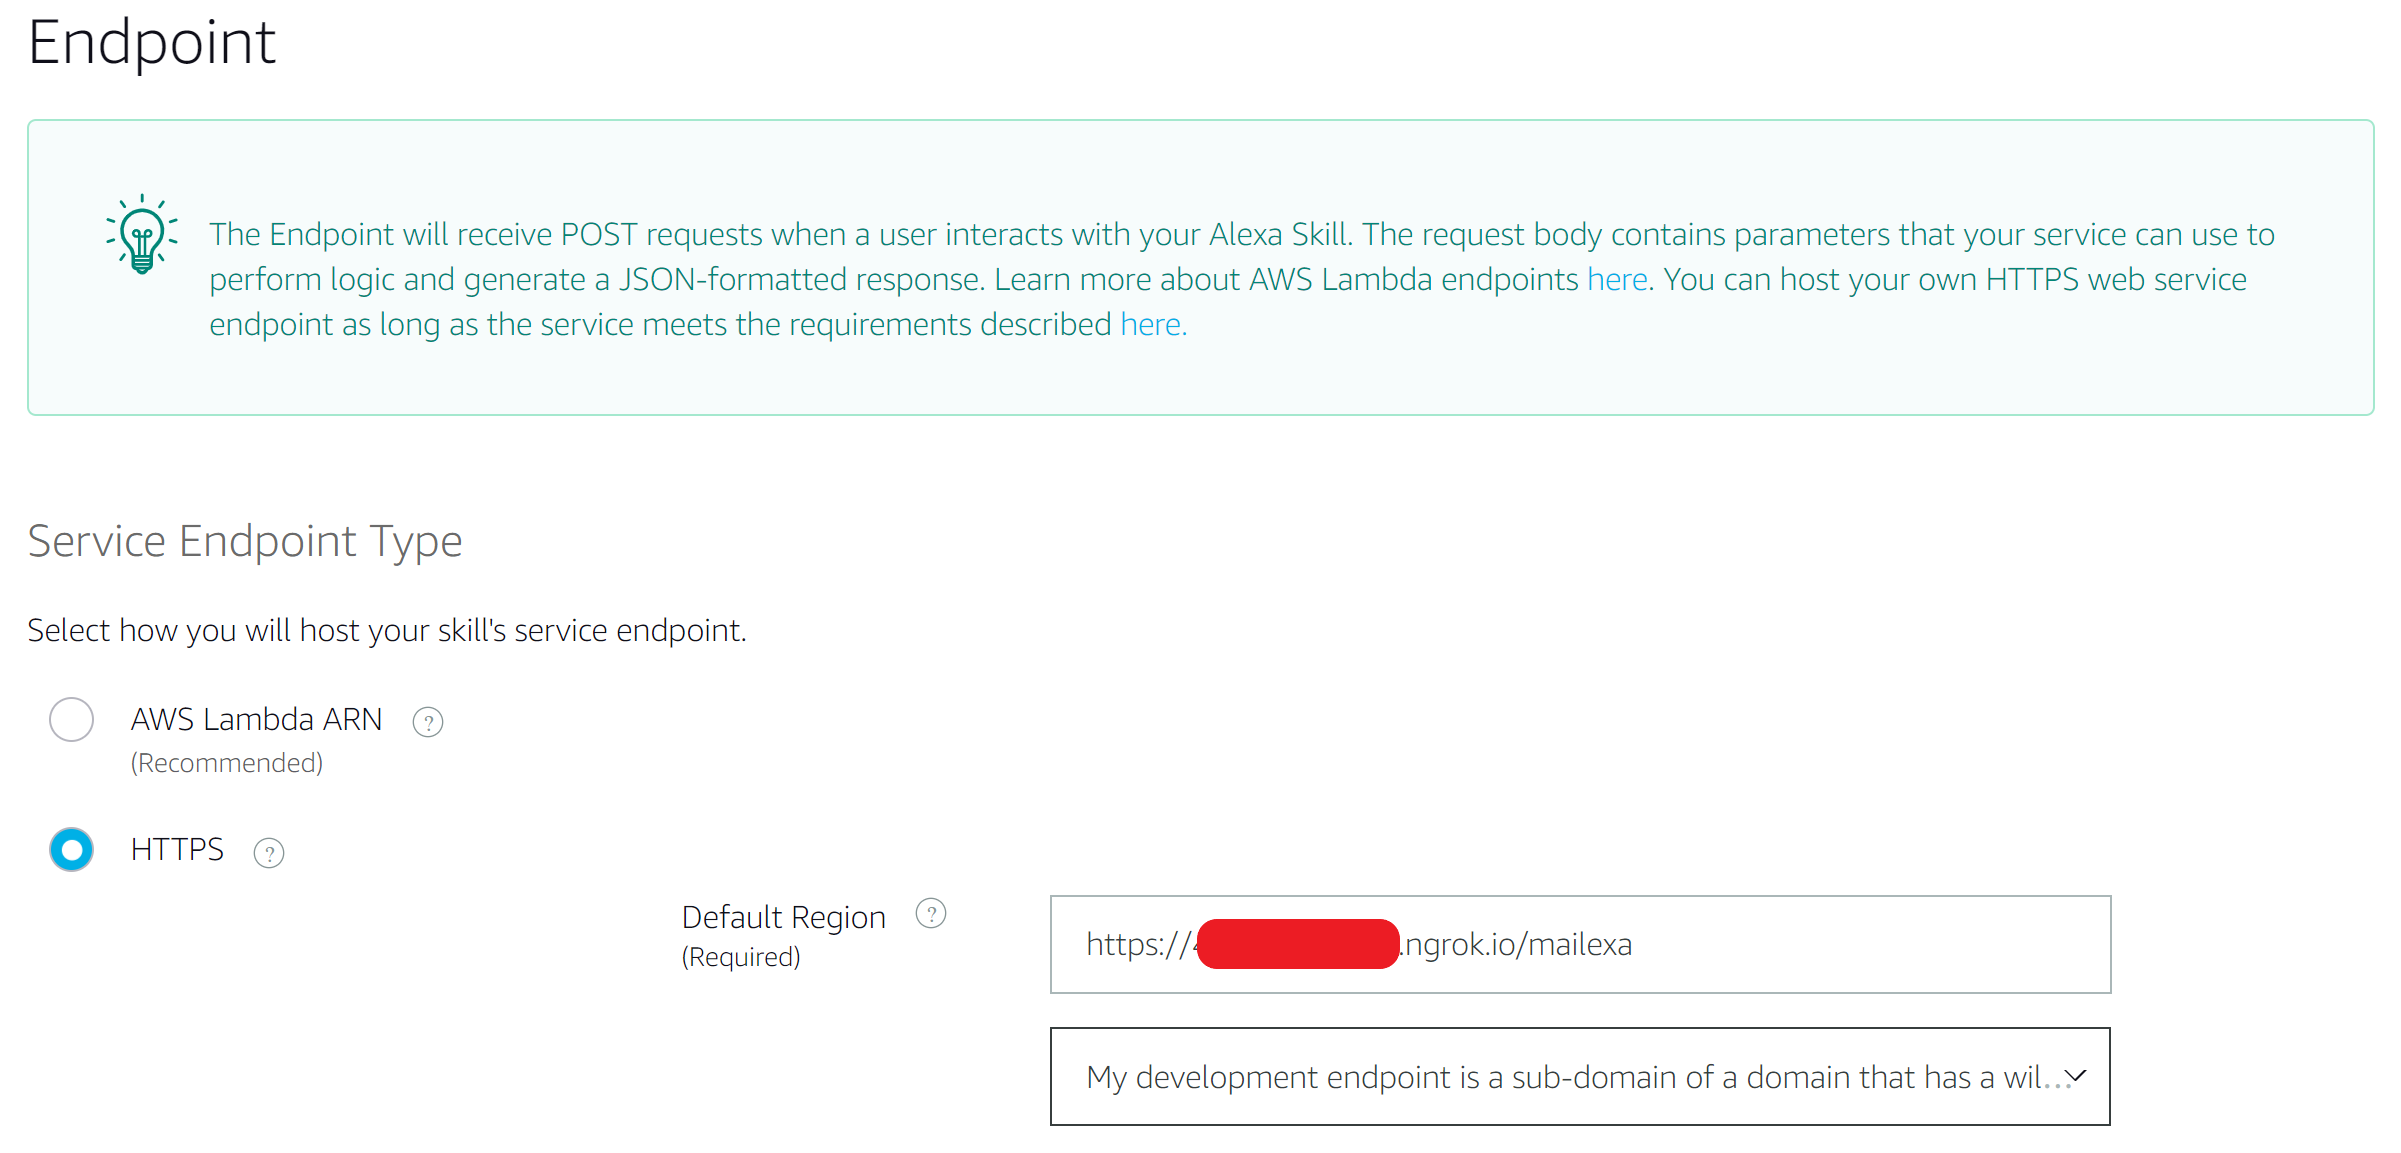 Endpoint
The Endpoint will receive POST requests when a user interacts with your Alexa Skill. The request body contains parameters that your service can use to
perform logic and generate a JSON-formatted response. Learn more about AWS Lambda endpoints here. You can host your own HTTPS web service
endpoint as long as the service meets the requirements described here.
Service Endpoint Type
Select how you will host your skill's service endpoint.
AWS Lambda ARN ?
(Recommended)
HTTPS ?
Default Region ?
(Required)
https:// .ngrok.io/mailexa
My development endpoint is a sub-domain of a domain that has a wil...